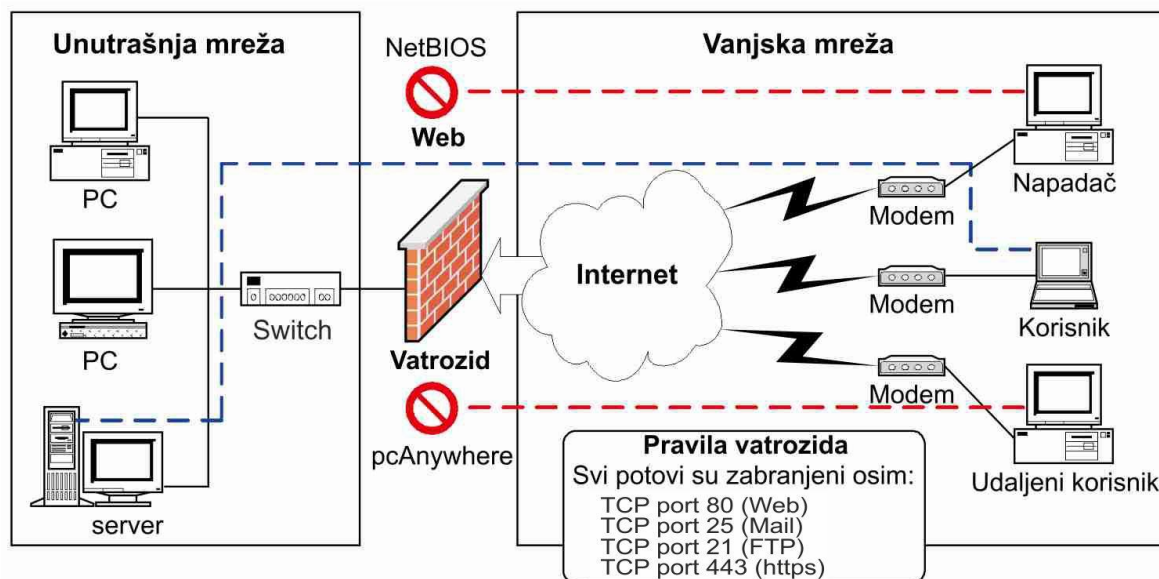 Unutrašnja mreža
PC
PC
server
Switch
NetBIOS
Web
Vatrozid
pcAnywhere
Vanjska mreža
Internet
Modem
Modem
Modem
Napadač
Korisnik
Udaljeni korisnik
Pravila vatrozida
Svi potovi su zabranjeni osim:
TCP port 80 (Web)
TCP port 25 (Mail)
TCP port 21 (FTP)
TCP port 443 (https)